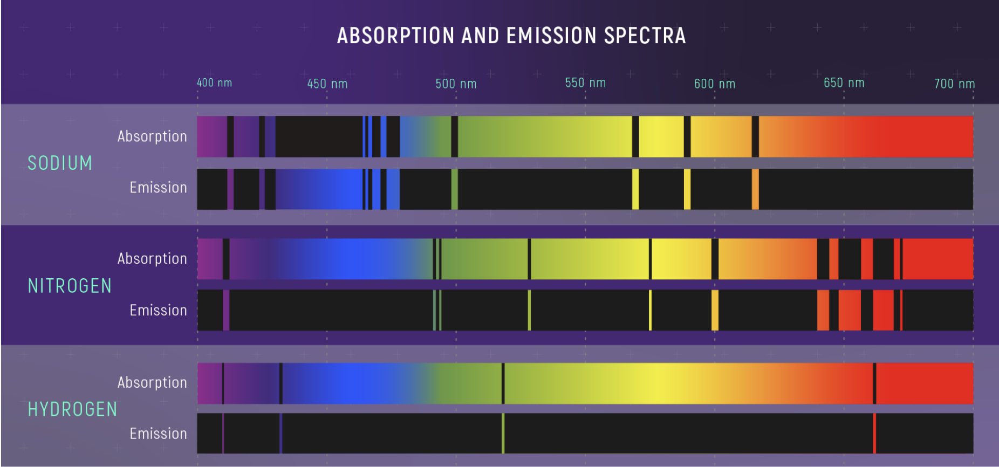 ABSORPTION AND EMISSION SPECTRA
400 nm 450 nm 500 nm 550 nm 600 nm 650 nm 700 nm
Absorption
SODIUM
Emission
Absorption
NITROGEN
Emission
Absorption
HYDROGEN
Emission